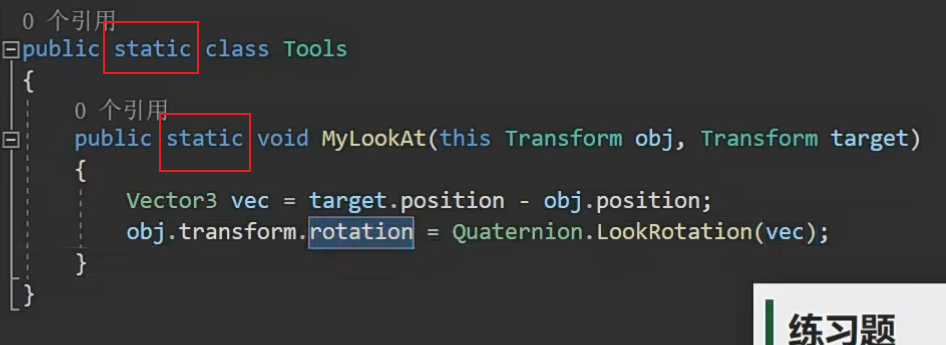 0 个引用
public static class Tools
{
0 个引用
public static void MyLookAt(this Transform obj, Transform target)
{
Vector3 vec = target.position - obj.position;
obj.transform.rotation = Quaternion.LookRotation(vec);
}
}
练习题